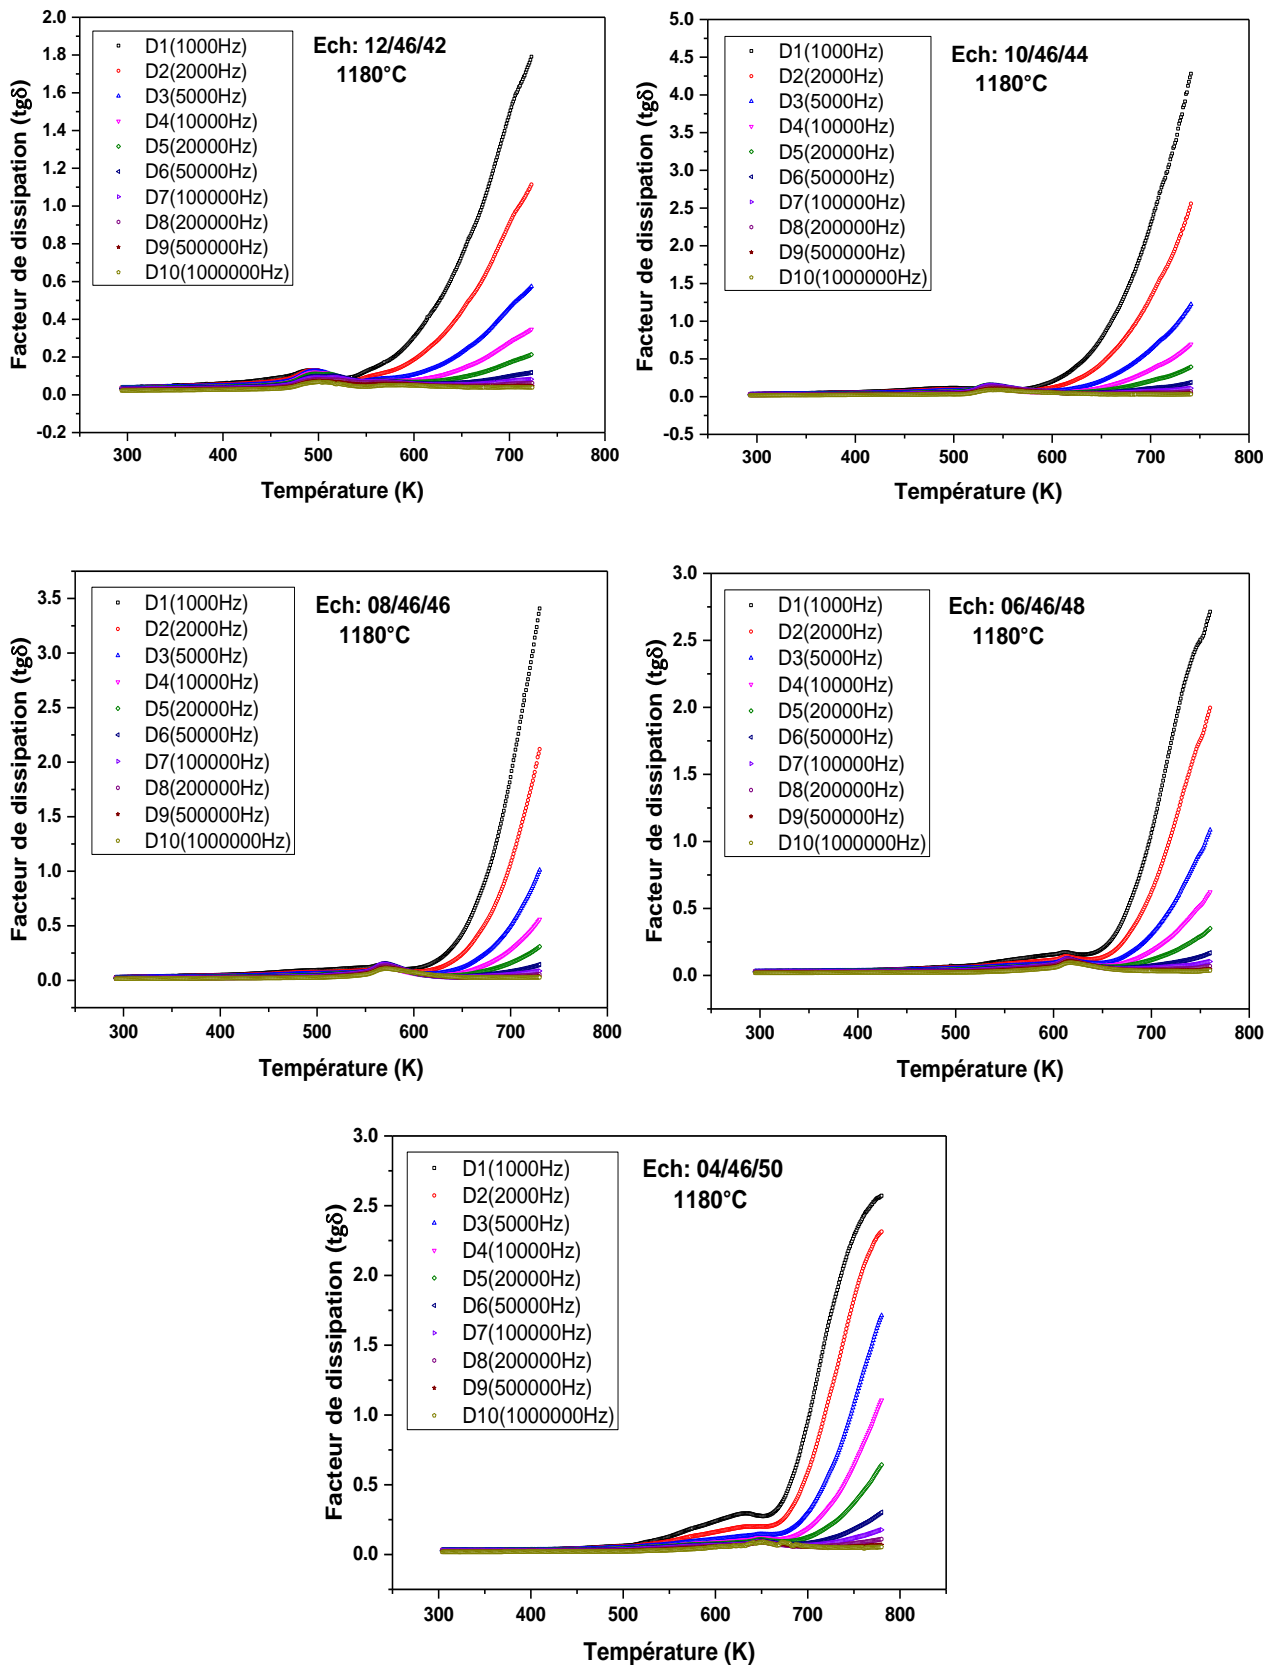 Facteur de dissipation (tgδ)
2.0
1.8
1.6
1.4
1.2
1.0
0.8
0.6
0.4
0.2
0.0
-0.2
D1(1000Hz)
D2(2000Hz)
D3(5000Hz)
D4(10000Hz)
D5(20000Hz)
D6(50000Hz)
D7(100000Hz)
D8(200000Hz)
D9(500000Hz)
D10(1000000Hz)
Ech: 12/46/42
1180°C
300 400 500 600 700 800
Température (K)
Facteur de dissipation (tgδ)
5.0
4.5
4.0
3.5
3.0
2.5
2.0
1.5
1.0
0.5
0.0
-0.5
D1(1000Hz)
D2(2000Hz)
D3(5000Hz)
D4(10000Hz)
D5(20000Hz)
D6(50000Hz)
D7(100000Hz)
D8(200000Hz)
D9(500000Hz)
D10(1000000Hz)
Ech: 10/46/44
1180°C
300 400 500 600 700 800
Température (K)
Facteur de dissipation (tgδ)
3.5
3.0
2.5
2.0
1.5
1.0
0.5
0.0
D1(1000Hz)
D2(2000Hz)
D3(5000Hz)
D4(10000Hz)
D5(20000Hz)
D6(50000Hz)
D7(100000Hz)
D8(200000Hz)
D9(500000Hz)
D10(1000000Hz)
Ech: 08/46/46
1180°C
300 400 500 600 700 800
Température (K)
Facteur de dissipation (tgδ)
3.0
2.5
2.0
1.5
1.0
0.5
0.0
D1(1000Hz)
D2(2000Hz)
D3(5000Hz)
D4(10000Hz)
D5(20000Hz)
D6(50000Hz)
D7(100000Hz)
D8(200000Hz)
D9(500000Hz)
D10(1000000Hz)
Ech: 06/46/48
1180°C
300 400 500 600 700 800
Température (K)
Facteur de dissipation (tgδ)
3.0
2.5
2.0
1.5
1.0
0.5
0.0
D1(1000Hz)
D2(2000Hz)
D3(5000Hz)
D4(10000Hz)
D5(20000Hz)
D6(50000Hz)
D7(100000Hz)
D8(200000Hz)
D9(500000Hz)
D10(1000000Hz)
Ech: 04/46/50
1180°C
300 400 500 600 700 800
Température (K)